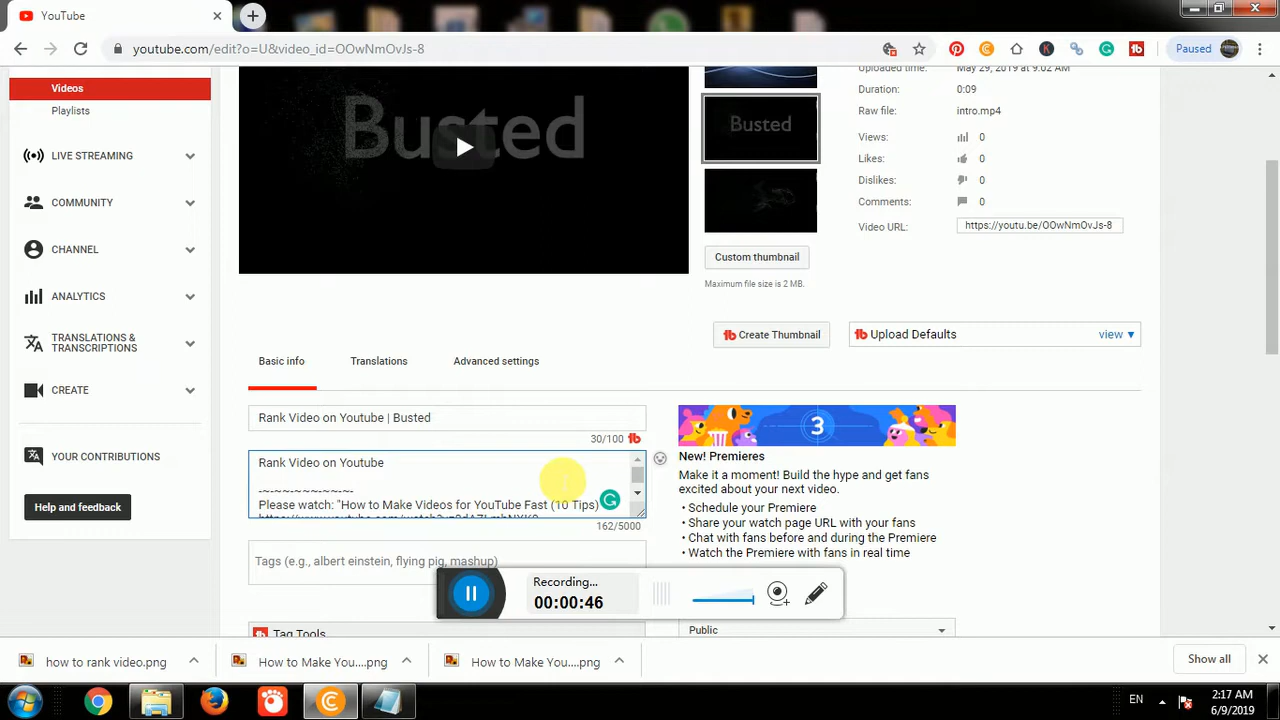 YouTube
youtube.com/edit?o=U&video_id=OOwNmOvJs-8
Paused
Videos
Playlists
LIVE STREAMING
COMMUNITY
CHANNEL
ANALYTICS
TRANSLATIONS &
TRANSCRIPTIONS
CREATE
YOUR CONTRIBUTIONS
Help and feedback
Busted
Busted
Custom thumbnail
Maximum file size is 2 MB.
Uploaded time: May 29, 2019 at 9:02 AM
Duration: 0:09
Raw file: intro.mp4
Views: 0
Likes: 0
Dislikes: 0
Comments: 0
Video URL: https://youtu.be/OOwNmOvJs-8
Create Thumbnail
Upload Defaults view ▼
Basic info Translations Advanced settings
Rank Video on Youtube | Busted
30/100
Rank Video on Youtube
-~-~~-~~~-~~-~-
Please watch: "How to Make Videos for YouTube Fast (10 Tips)
162/5000
Tags (e.g., albert einstein, flying pig, mashup)
Tag Tools
3
New! Premieres
Make it a moment! Build the hype and get fans
excited about your next video.
• Schedule your Premiere
• Share your watch page URL with your fans
• Chat with fans before and during the Premiere
• Watch the Premiere with fans in real time
Public
Recording...
00:00:46
how to rank video.png
How to Make You....png
How to Make You....png
Show all
EN
2:17 AM
6/9/2019